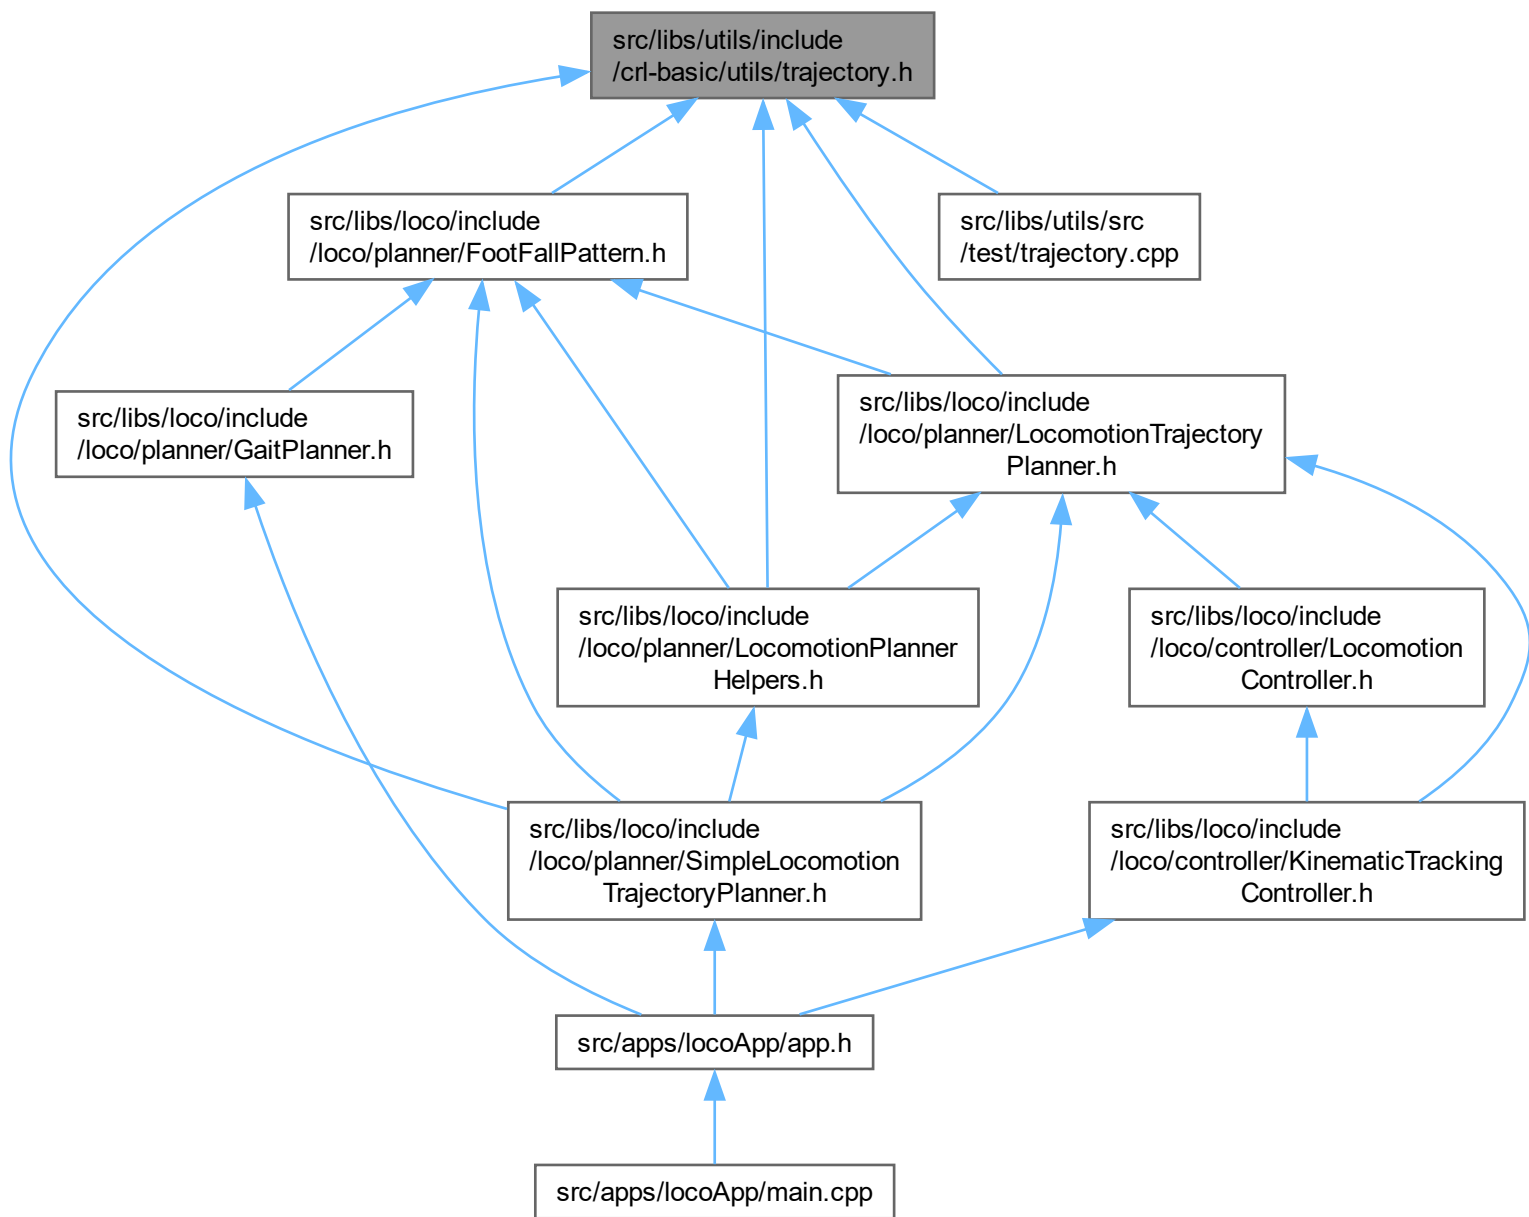 src/libs/utils/include
/crl-basic/utils/trajectory.h
src/libs/loco/include
/loco/planner/FootFallPattern.h
src/libs/utils/src
/test/trajectory.cpp
src/libs/loco/include
/loco/planner/GaitPlanner.h
src/libs/loco/include
/loco/planner/LocomotionTrajectory
Planner.h
src/libs/loco/include
/loco/planner/LocomotionPlanner
Helpers.h
src/libs/loco/include
/loco/controller/Locomotion
Controller.h
src/libs/loco/include
/loco/planner/SimpleLocomotion
TrajectoryPlanner.h
src/libs/loco/include
/loco/controller/KinematicTracking
Controller.h
src/apps/locoApp/app.h
src/apps/locoApp/main.cpp